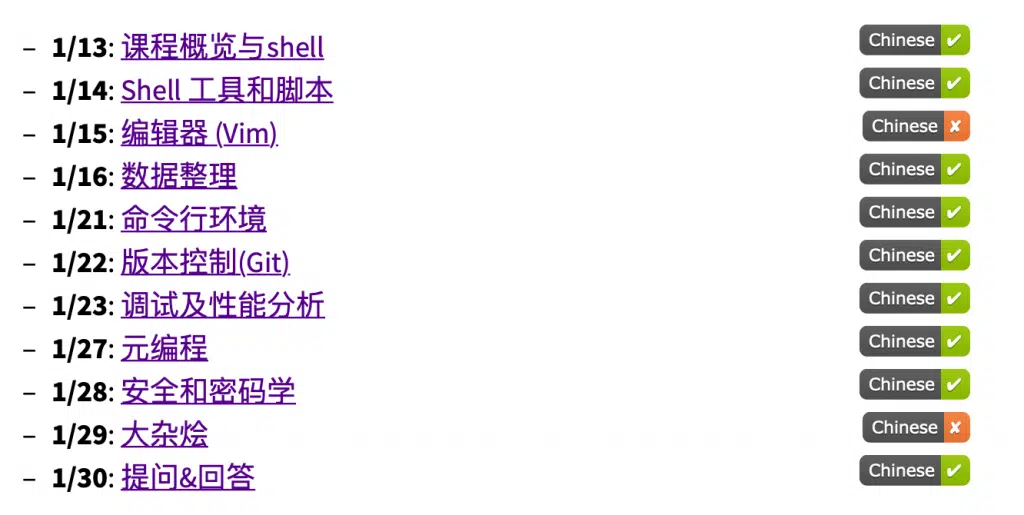 – 1/13: 课程概览与shell Chinese ✔
– 1/14: Shell 工具和脚本 Chinese ✔
– 1/15: 编辑器 (Vim) Chinese ✘
– 1/16: 数据整理 Chinese ✔
– 1/21: 命令行环境 Chinese ✔
– 1/22: 版本控制(Git) Chinese ✔
– 1/23: 调试及性能分析 Chinese ✔
– 1/27: 元编程 Chinese ✔
– 1/28: 安全和密码学 Chinese ✔
– 1/29: 大杂烩 Chinese ✘
– 1/30: 提问&回答 Chinese ✔